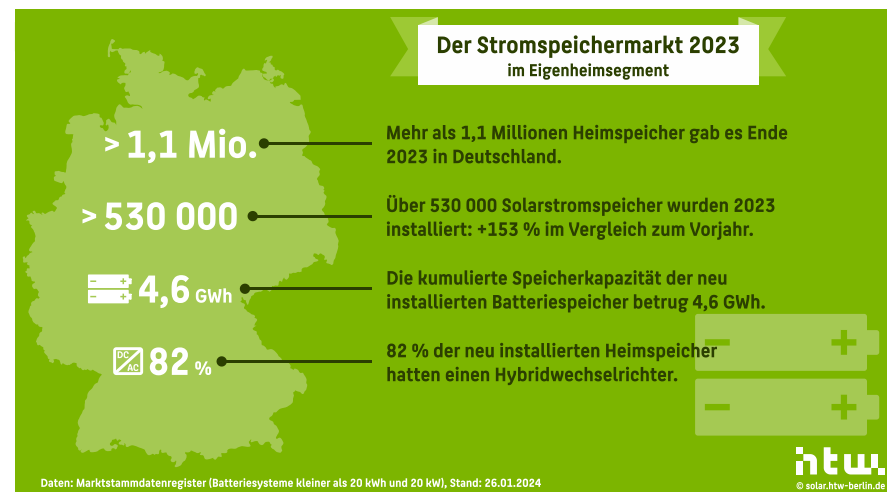 Der Stromspeichermarkt 2023
im Eigenheimsegment
> 1,1 Mio.
Mehr als 1,1 Millionen Heimspeicher gab es Ende
2023 in Deutschland.
> 530 000
Über 530 000 Solarstromspeicher wurden 2023
installiert: +153 % im Vergleich zum Vorjahr.
4,6 GWh
Die kumulierte Speicherkapazität der neu
installierten Batteriespeicher betrug 4,6 GWh.
DC
AC
82 %
82 % der neu installierten Heimspeicher
hatten einen Hybridwechselrichter.
htw.
Daten: Marktstammdatenregister (Batteriesysteme kleiner als 20 kWh und 20 kW), Stand: 26.01.2024
© solar.htw-berlin.de